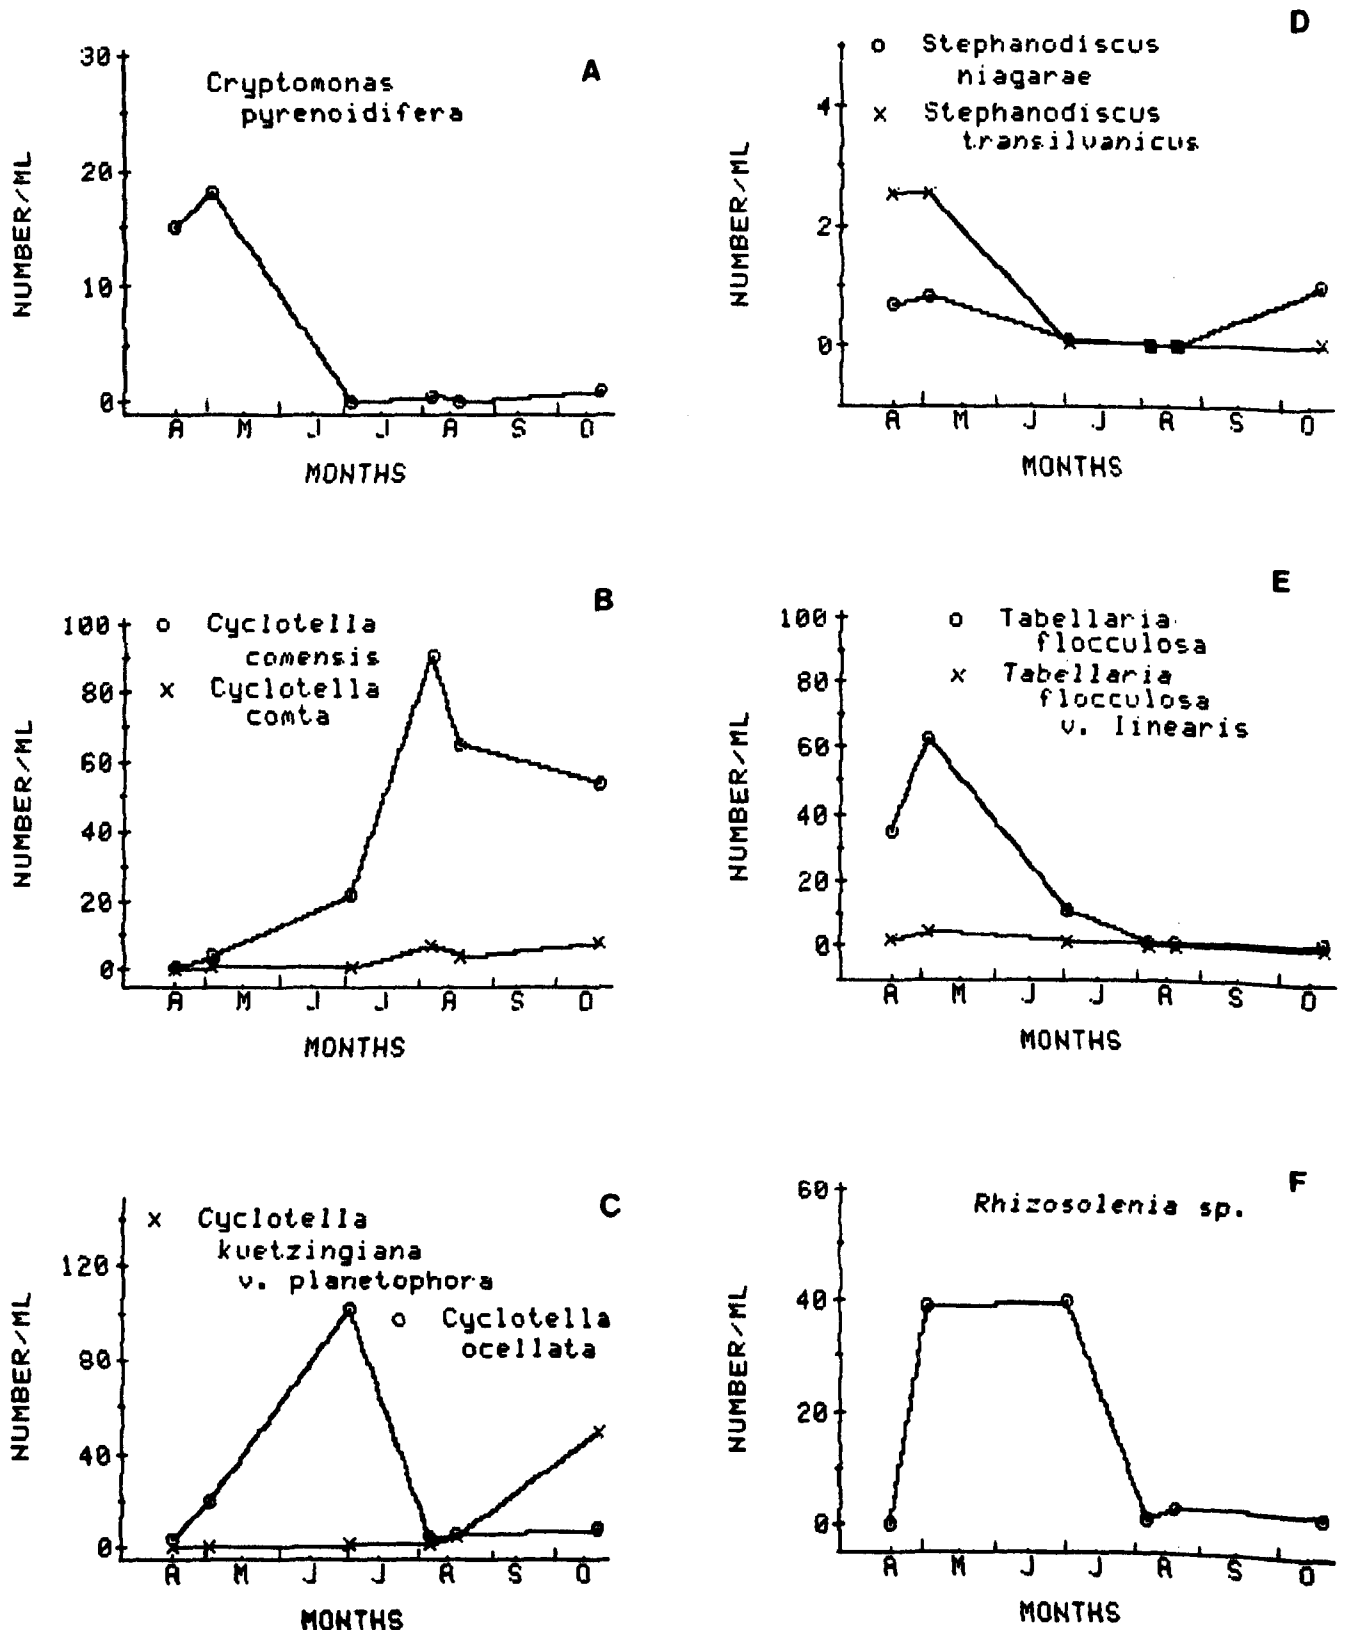 A
Cryptomonas
pyrenoidifera
NUMBER/ML
30
20
10
0
A M J J A S O
MONTHS
D
o Stephanodiscus
niagarae
x Stephanodiscus
transilvanicus
NUMBER/ML
4
2
0
A M J J A S O
MONTHS
B
o Cyclotella
comensis
x Cyclotella
comta
NUMBER/ML
100
80
60
40
20
0
A M J J A S O
MONTHS
E
o Tabellaria
flocculosa
x Tabellaria
flocculosa
v. linearis
NUMBER/ML
100
80
60
40
20
0
A M J J A S O
MONTHS
C
x Cyclotella
kuetzingiana
v. planetophora
o Cyclotella
ocellata
NUMBER/ML
120
80
40
0
A M J J A S O
MONTHS
F
Rhizosolenia sp.
NUMBER/ML
60
40
20
0
A M J J A S O
MONTHS